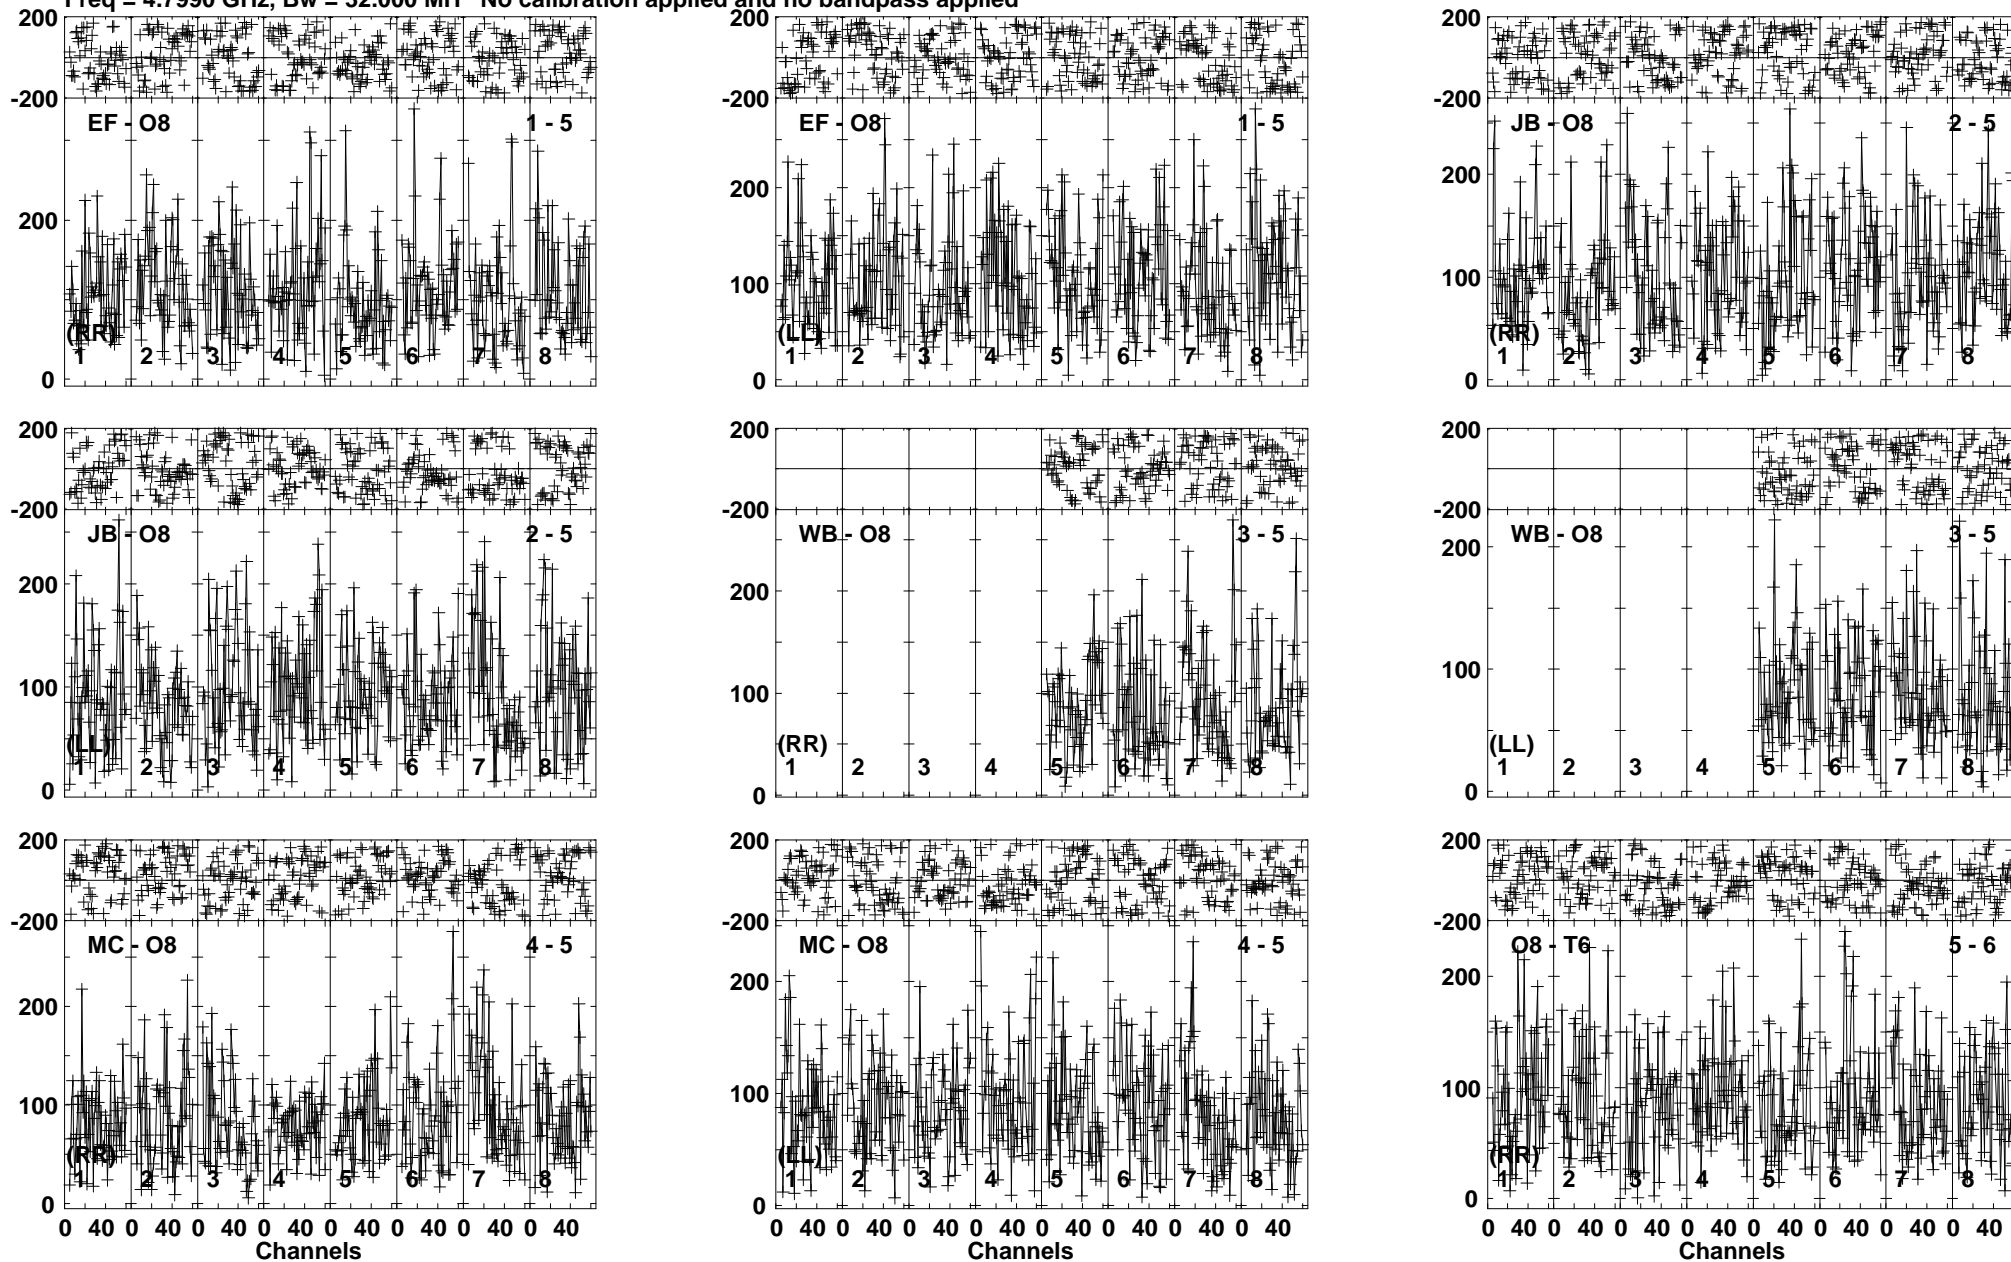 Freq = 4.7990 GHz, Bw = 32.000 MH No calibration applied and no bandpass applied
200 200 200
-200 -200 -200
EF - O8 1 - 5 EF - O8 1 - 5 JB - O8 2 - 5
200 200 200
100 100
(RR) (LL) (RR)
1 2 3 4 5 6 7 8 1 2 3 4 5 6 7 8 1 2 3 4 5 6 7 8
0 0 0
200 200 200
-200 -200 -200
JB - O8 2 - 5 WB - O8 3 - 5 WB - O8 3 - 5
200 200 200
100 100 100
(LL) (RR) (LL)
1 2 3 4 5 6 7 8 1 2 3 4 5 6 7 8 1 2 3 4 5 6 7 8
0 0 0
200 200 200
-200 -200 -200
MC - O8 4 - 5 MC - O8 4 - 5 O8 - T6 5 - 6
200 200 200
100 100 100
(RR) (LL) (RR)
1 2 3 4 5 6 7 8 1 2 3 4 5 6 7 8 1 2 3 4 5 6 7 8
0 0 0
0 40 0 40 0 40 0 40 0 40 0 40 0 40 0 40 0 40 0 40 0 40 0 40 0 40 0 40 0 40 0 40 0 40 0 40 0 40 0 40 0 40 0 40 0 40 0 40
Channels Channels Channels